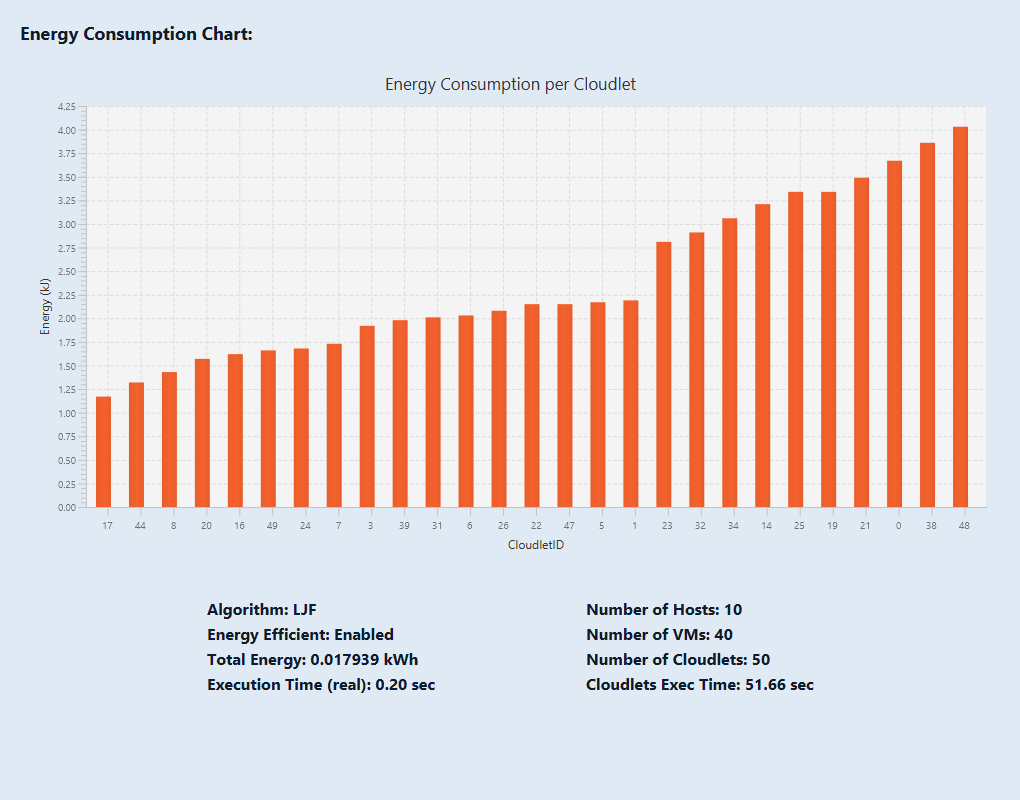 Energy Consumption Chart:
Energy Consumption per Cloudlet
4.25
4.00
3.75
3.50
3.25
3.00
2.75
2.50
2.25
2.00
1.75
1.50
1.25
1.00
0.75
0.50
0.25
0.00
Energy (kJ)
17 44 8 20 16 49 24 7 3 39 31 6 26 22 47 5 1 23 32 34 14 25 19 21 0 38 48
CloudletID
Algorithm: LJF
Energy Efficient: Enabled
Total Energy: 0.017939 kWh
Execution Time (real): 0.20 sec
Number of Hosts: 10
Number of VMs: 40
Number of Cloudlets: 50
Cloudlets Exec Time: 51.66 sec